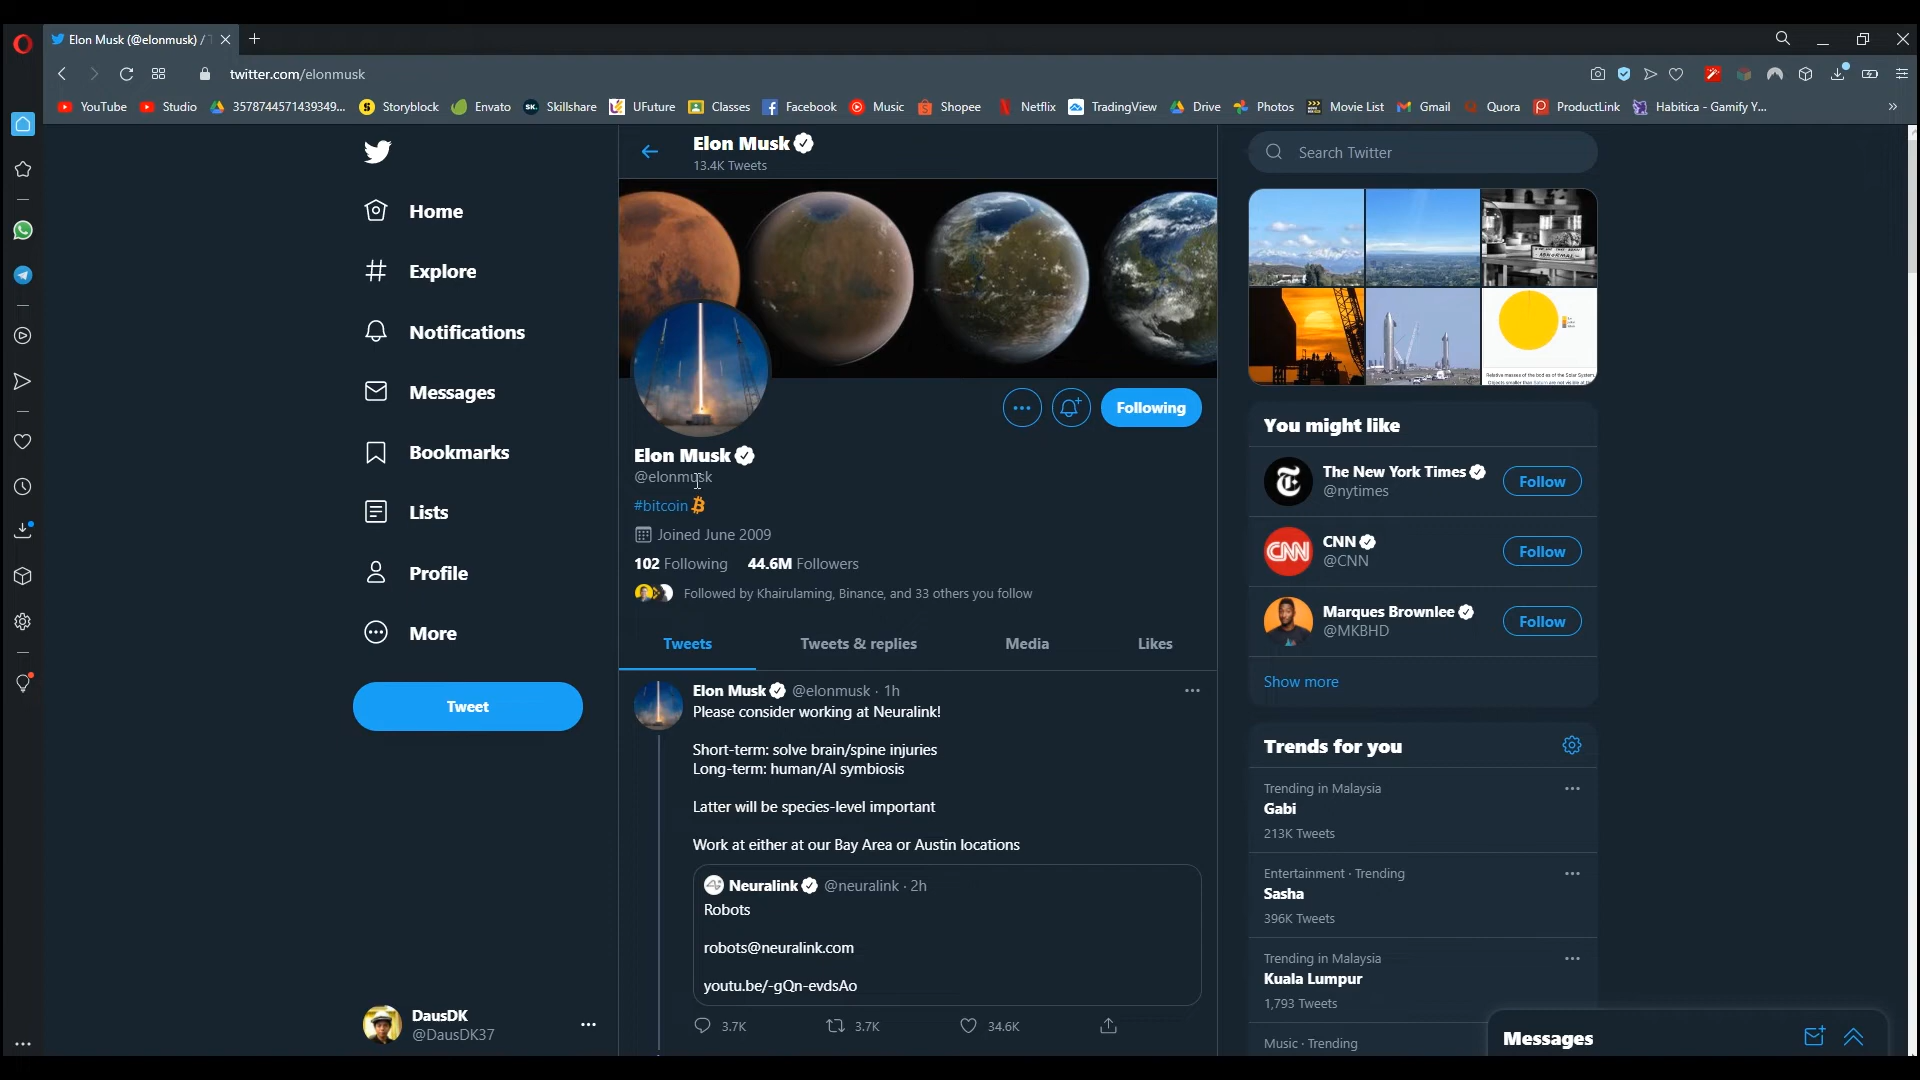 Elon Musk (@elonmusk) /
twitter.com/elonmusk
YouTube Studio 3578744571439349... Storyblock Envato Skillshare UFuture Classes Facebook Music Shopee Netflix TradingView Drive Photos Movie List Gmail Quora ProductLink Habitica - Gamify Y...
Home
Explore
Notifications
Messages
Bookmarks
Lists
Profile
More
Tweet
DausDK
@DausDK37
Elon Musk
13.4K Tweets
Following
Elon Musk
@elonmusk
#bitcoin
Joined June 2009
102 Following 44.6M Followers
Followed by Khairulaming, Binance, and 33 others you follow
Tweets Tweets & replies Media Likes
Elon Musk @elonmusk · 1h
Please consider working at Neuralink!
Short-term: solve brain/spine injuries
Long-term: human/AI symbiosis
Latter will be species-level important
Work at either at our Bay Area or Austin locations
Neuralink @neuralink · 2h
Robots
robots@neuralink.com
youtu.be/-gQn-evdsAo
3.7K 3.7K 34.6K
Search Twitter
ABNORMAL
You might like
The New York Times
@nytimes
Follow
CNN
CNN
@CNN
Follow
Marques Brownlee
@MKBHD
Follow
Show more
Trends for you
Trending in Malaysia
Gabi
213K Tweets
Entertainment · Trending
Sasha
396K Tweets
Trending in Malaysia
Kuala Lumpur
1,793 Tweets
Music · Trending
Messages